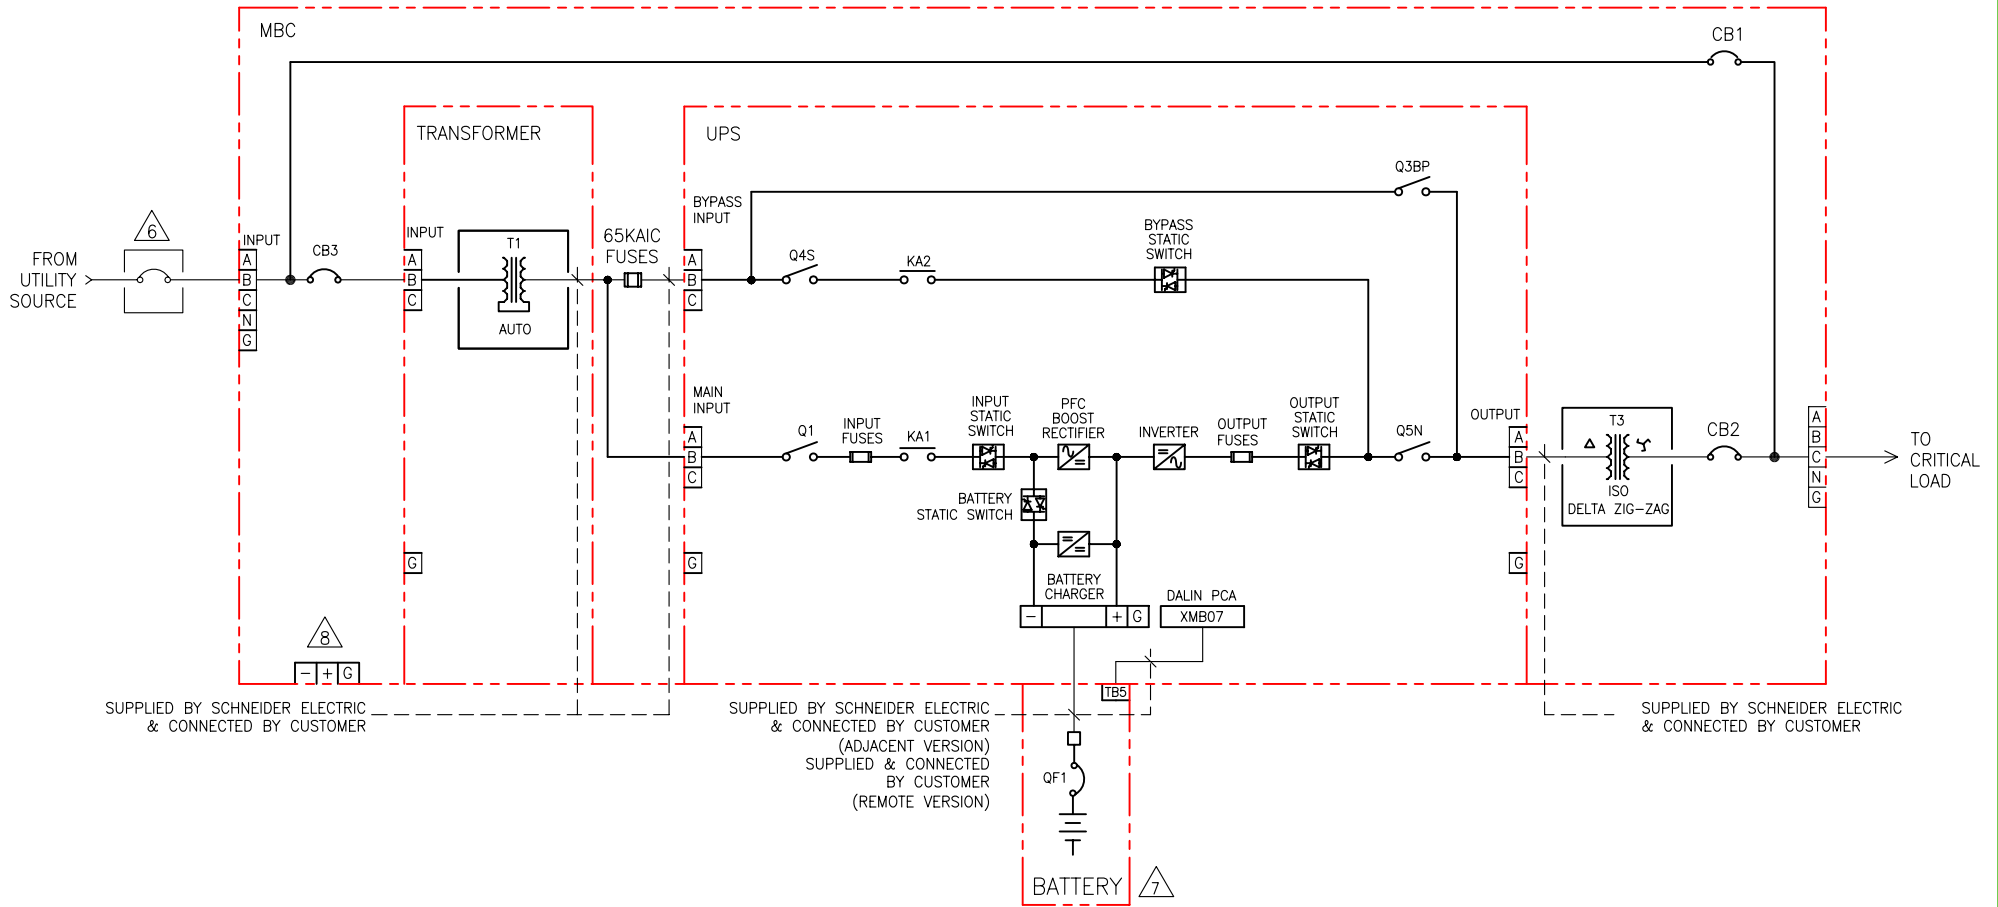 MBC
CB1
TRANSFORMER
UPS
Q3BP
BYPASS
INPUT
6
INPUT
CB3
INPUT
T1
65KAIC
FUSES
Q4S
KA2
BYPASS
STATIC
SWITCH
FROM
UTILITY
SOURCE
A
B
C
N
G
A
B
C
AUTO
A
B
C
MAIN
INPUT
A
B
C
Q1
INPUT
FUSES
KA1
INPUT
STATIC
SWITCH
PFC
BOOST
RECTIFIER
INVERTER
OUTPUT
FUSES
OUTPUT
STATIC
SWITCH
Q5N
OUTPUT
A
B
C
T3
ISO
DELTA ZIG-ZAG
CB2
A
B
C
N
G
TO
CRITICAL
LOAD
BATTERY
STATIC SWITCH
G
G
G
BATTERY
CHARGER
- + G
DALIN PCA
XMB07
8
- + G
TB5
SUPPLIED BY SCHNEIDER ELECTRIC
& CONNECTED BY CUSTOMER
SUPPLIED BY SCHNEIDER ELECTRIC
& CONNECTED BY CUSTOMER
(ADJACENT VERSION)
SUPPLIED & CONNECTED
BY CUSTOMER
(REMOTE VERSION)
SUPPLIED BY SCHNEIDER ELECTRIC
& CONNECTED BY CUSTOMER
QF1
BATTERY
7